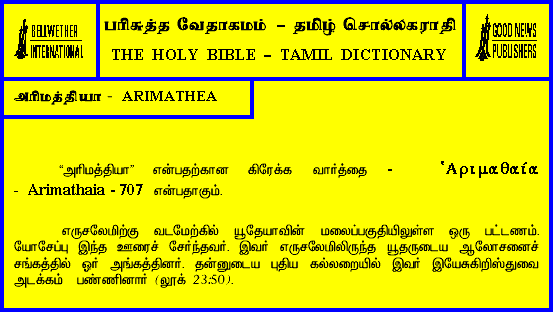 BELLWETHER
INTERNATIONAL
பரிசுத்த வேதாகமம் – தமிழ் சொல்லகராதி
THE HOLY BIBLE – TAMIL DICTIONARY
GOOD NEWS
PUBLISHERS
அரிமத்தியா - ARIMATHEA
“அரிமத்தியா” என்பதற்கான கிரேக்க வார்த்தை - Ἁριμαθαία
- Arimathaia - 707 என்பதாகும்.
எருசலேமிற்கு வடமேற்கில் யூதேயாவின் மலைப்பகுதியிலுள்ள ஒரு பட்டணம்.
யோசேப்பு இந்த ஊரைச் சேர்ந்தவர். இவர் எருசலேமிலிருந்த யூதருடைய ஆலோசனைச்
சங்கத்தில் ஓர் அங்கத்தினர். தன்னுடைய புதிய கல்லறையில் இவர் இயேசுகிறிஸ்துவை
அடக்கம் பண்ணினார் (லூக் 23:50).